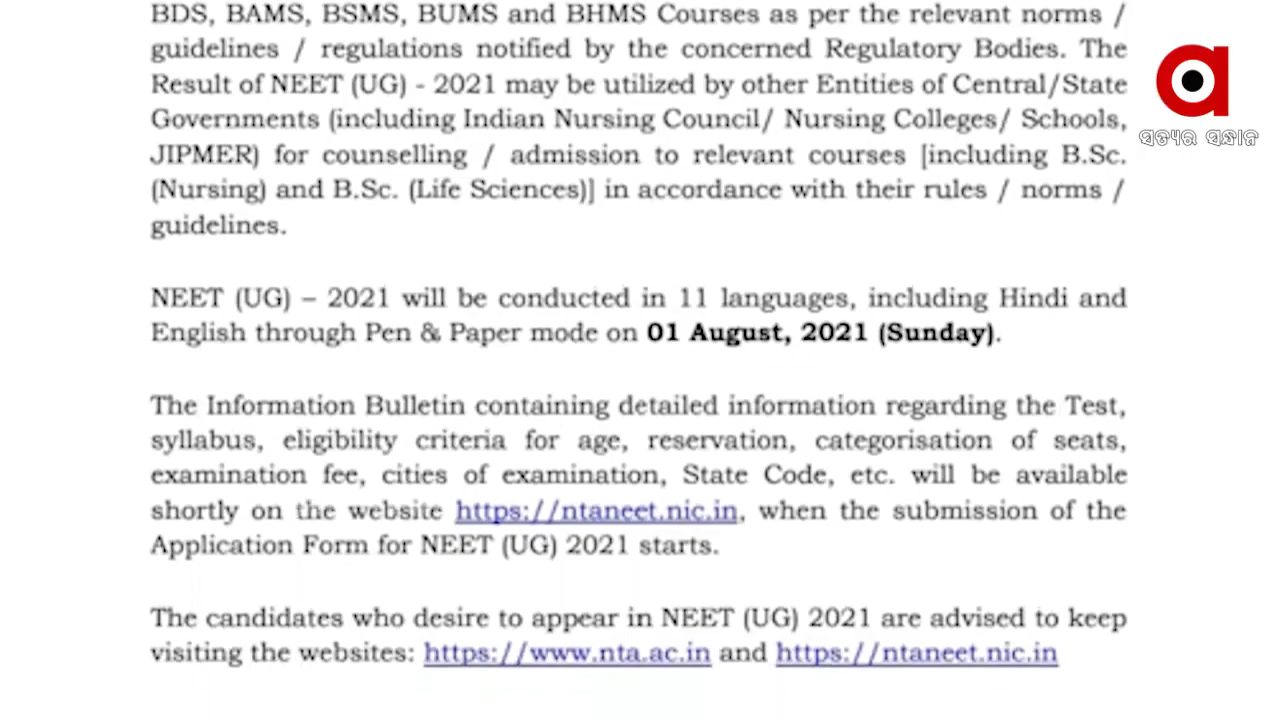 BDS, BAMS, BSMS, BUMS and BHMS Courses as per the relevant norms /
guidelines / regulations notified by the concerned Regulatory Bodies. The
Result of NEET (UG) - 2021 may be utilized by other Entities of Central/State
Governments (including Indian Nursing Council/ Nursing Colleges/ Schools,
JIPMER) for counselling / admission to relevant courses [including B.Sc.
(Nursing) and B.Sc. (Life Sciences)] in accordance with their rules / norms /
guidelines.
NEET (UG) – 2021 will be conducted in 11 languages, including Hindi and
English through Pen & Paper mode on 01 August, 2021 (Sunday).
The Information Bulletin containing detailed information regarding the Test,
syllabus, eligibility criteria for age, reservation, categorisation of seats,
examination fee, cities of examination, State Code, etc. will be available
shortly on the website https://ntaneet.nic.in, when the submission of the
Application Form for NEET (UG) 2021 starts.
The candidates who desire to appear in NEET (UG) 2021 are advised to keep
visiting the websites: https://www.nta.ac.in and https://ntaneet.nic.in
a
ସତ୍ୟର ସନ୍ଧାନ